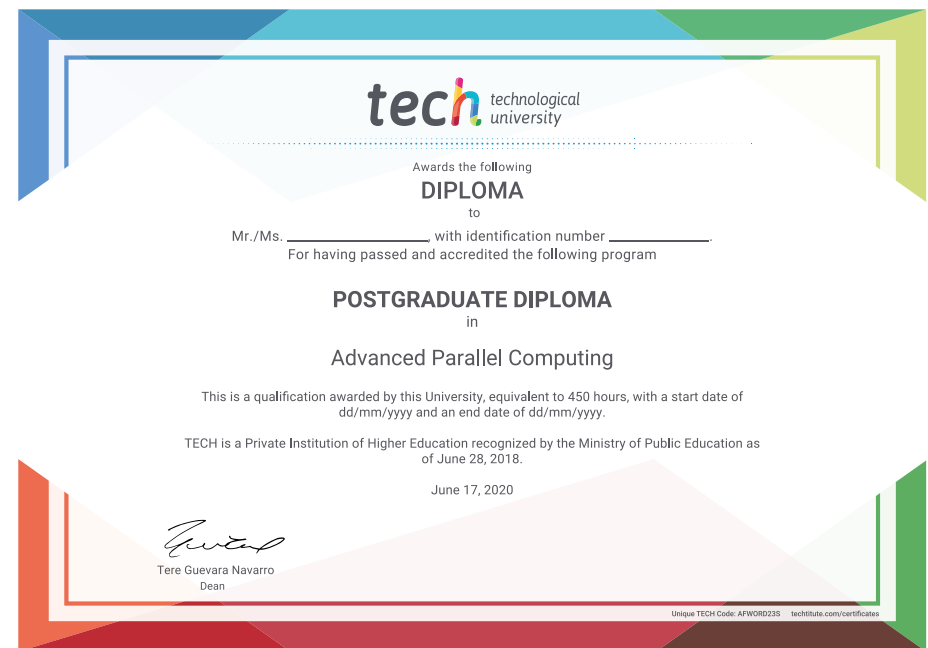 tech technological
university
Awards the following
DIPLOMA
to
Mr./Ms. ____________________, with identification number ______________.
For having passed and accredited the following program
POSTGRADUATE DIPLOMA
in
Advanced Parallel Computing
This is a qualification awarded by this University, equivalent to 450 hours, with a start date of
dd/mm/yyyy and an end date of dd/mm/yyyy.
TECH is a Private Institution of Higher Education recognized by the Ministry of Public Education as
of June 28, 2018.
June 17, 2020
Tere Guevara Navarro
Dean
Unique TECH Code: AFWORD23S techtitute.com/certificates